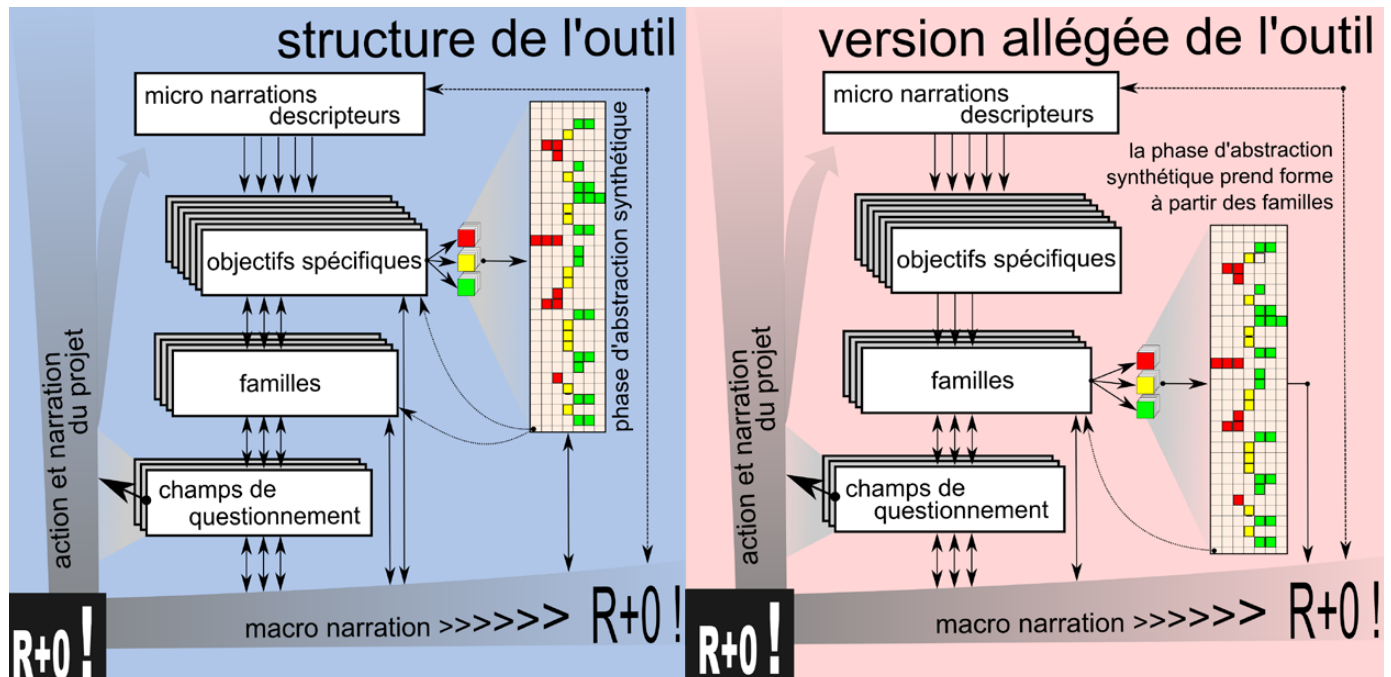 structure de l'outil
micro narrations
descripteurs
objectifs spécifiques
familles
champs de
questionnement
phase d'abstraction synthétique
action et narration
du projet
macro narration >>>>>> R+0 !
R+0 !
version allégée de l'outil
micro narrations
descripteurs
la phase d'abstraction
synthétique prend forme
à partir des familles
objectifs spécifiques
familles
champs de
questionnement
action et narration
du projet
macro narration >>>>>> R+0 !
R+0 !